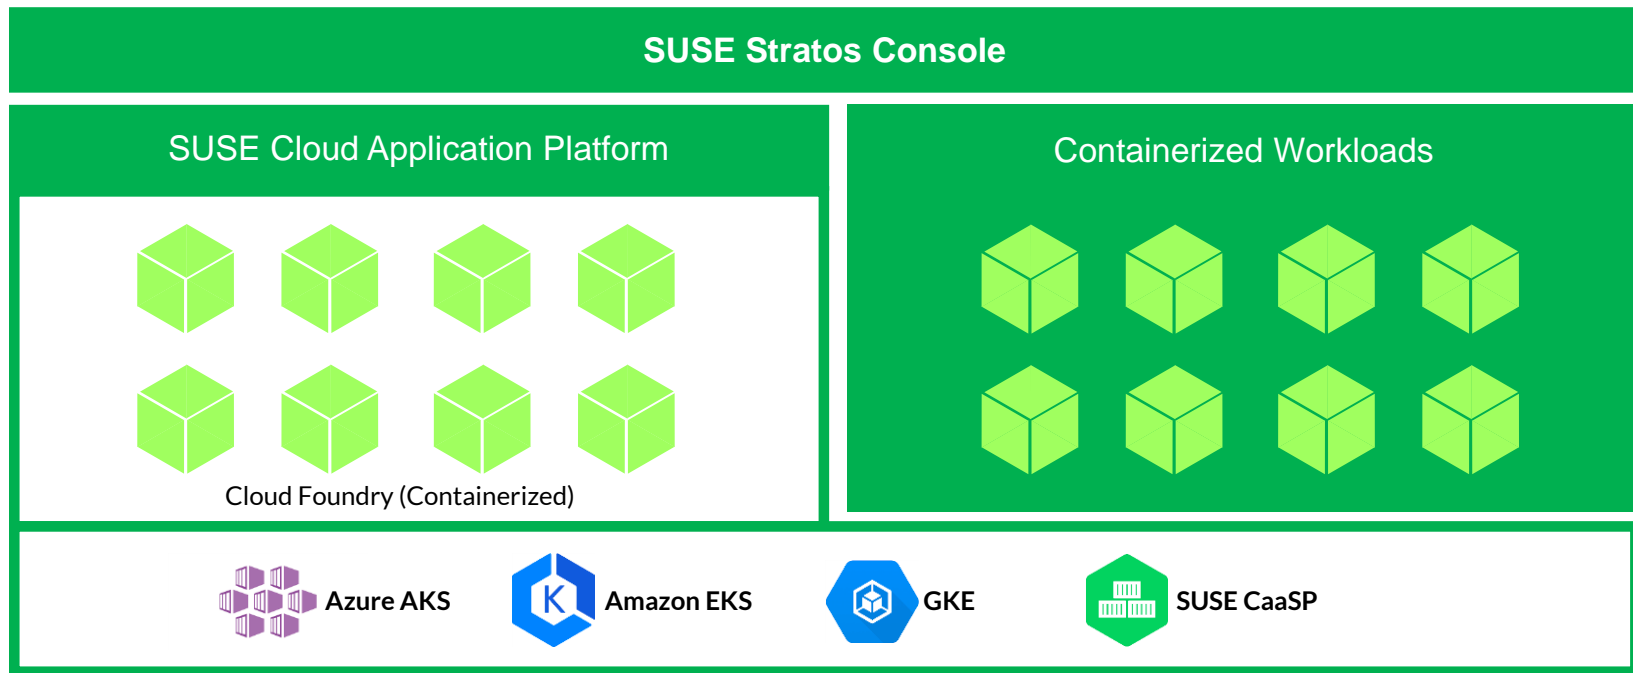 SUSE Stratos Console
SUSE Cloud Application Platform
Containerized Workloads
Cloud Foundry (Containerized)
Azure AKS
K
Amazon EKS
GKE
SUSE CaaSP